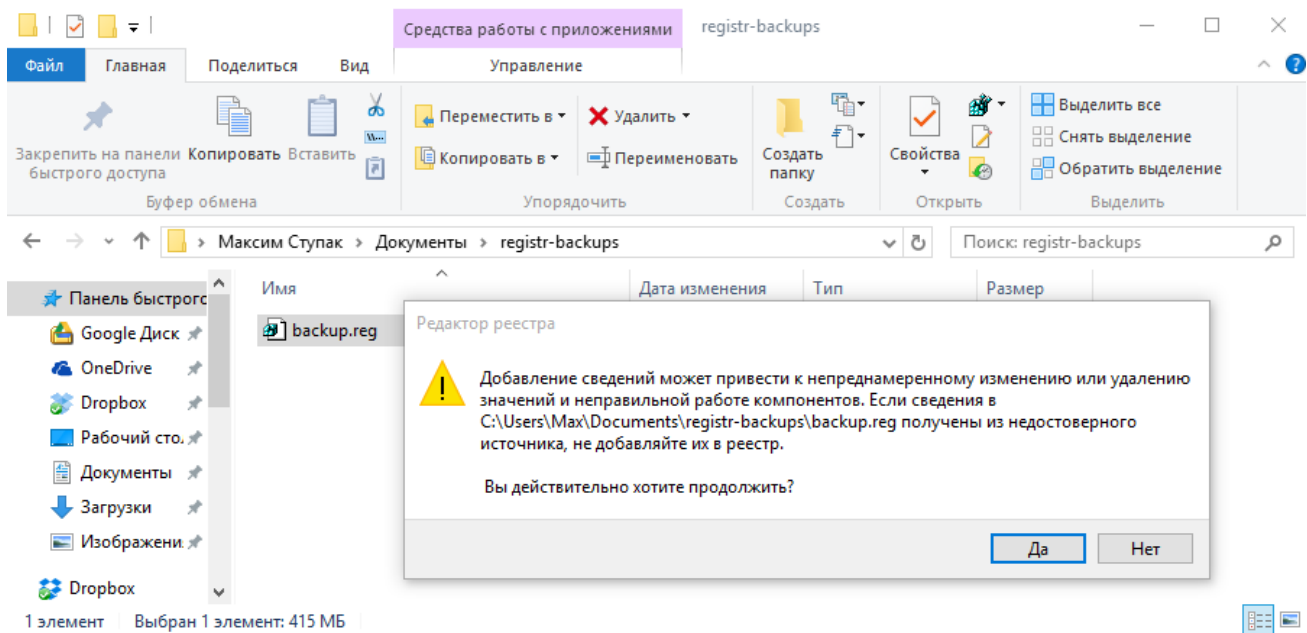 Средства работы с приложениями
registr-backups
Файл
Главная
Поделиться
Вид
Управление
Закрепить на панели быстрого доступа
Копировать
Вставить
Переместить в
Копировать в
Удалить
Переименовать
Создать папку
Свойства
Выделить все
Снять выделение
Обратить выделение
Буфер обмена
Упорядочить
Создать
Открыть
Выделить
Максим Ступак › Документы › registr-backups
Поиск: registr-backups
Имя
Дата изменения
Тип
Размер
Панель быстрого
Google Диск
OneDrive
Dropbox
Рабочий сто.
Документы
Загрузки
Изображени
Dropbox
backup.reg
Редактор реестра
Добавление сведений может привести к непреднамеренному изменению или удалению
значений и неправильной работе компонентов. Если сведения в
C:\Users\Max\Documents\registr-backups\backup.reg получены из недостоверного
источника, не добавляйте их в реестр.
Вы действительно хотите продолжить?
Да
Нет
1 элемент
Выбран 1 элемент: 415 МБ